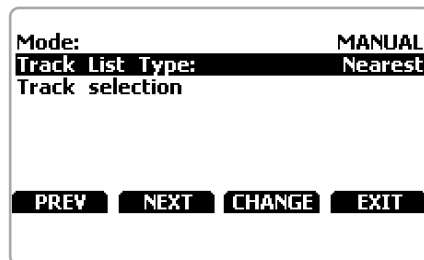 Mode: MANUAL
Track List Type: Nearest
Track selection
PREV NEXT CHANGE EXIT